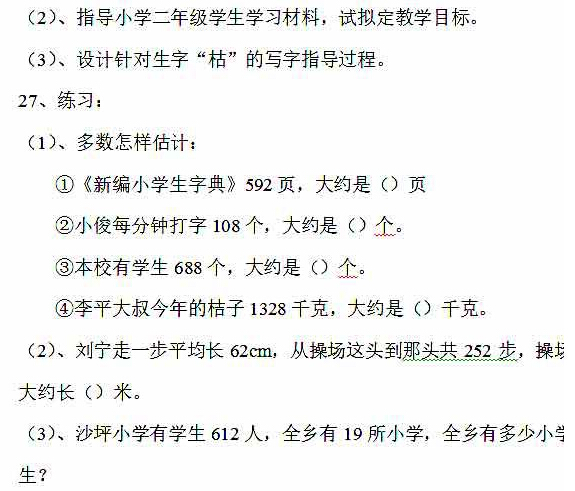 (2)、指导小学二年级学生学习材料，试拟定教学目标。
(3)、设计针对生字“枯”的写字指导过程。
27、练习：
(1)、多数怎样估计：
①《新编小学生字典》592 页，大约是（）页
②小俊每分钟打字 108 个，大约是（）个。
③本校有学生 688 个，大约是（）个。
④李平大叔今年的桔子 1328 千克，大约是（）千克。
(2)、刘宁走一步平均长 62cm，从操场这头到那头共 252 步，操场
大约长（）米。
(3)、沙坪小学有学生 612 人，全乡有 19 所小学，全乡有多少小学
生？